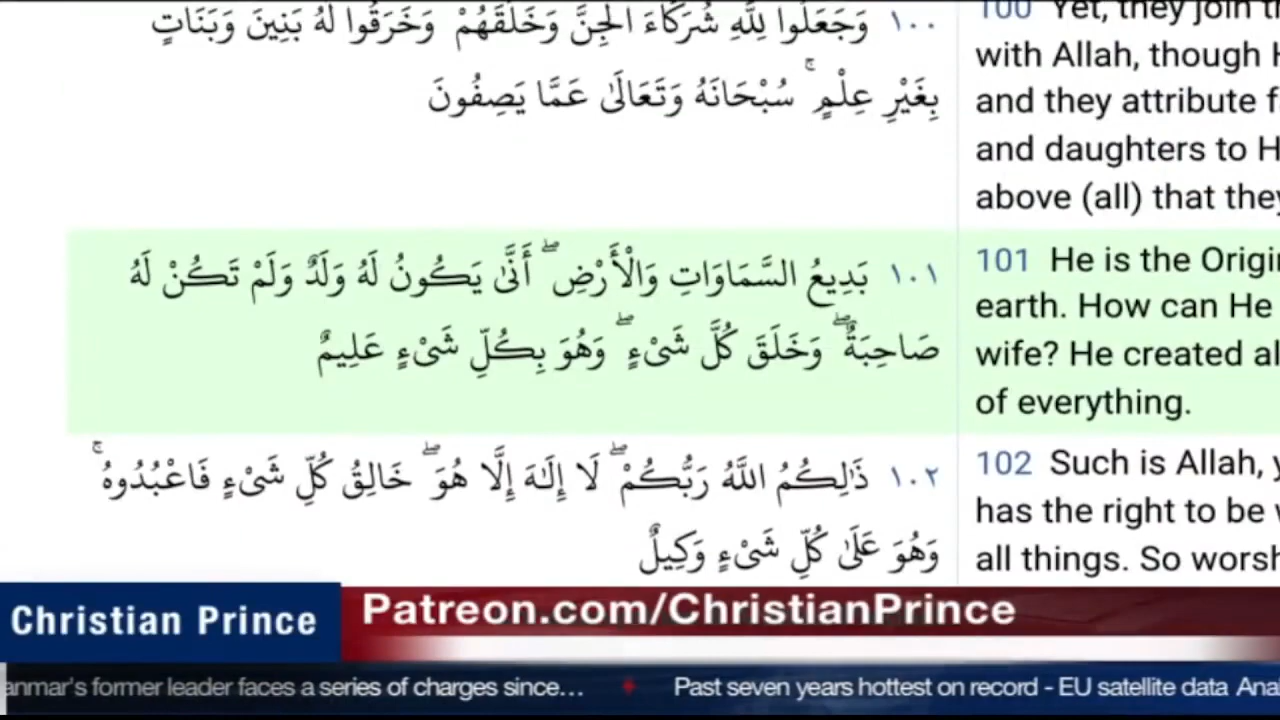 ١٠٠ وَجَعَلُوا لِلَّهِ شُرَكَاءَ الْجِنَّ وَخَلَقَهُمْ وَخَرَقُوا لَهُ بَنِينَ وَبَنَاتٍ
بِغَيْرِ عِلْمٍ ۚ سُبْحَانَهُ وَتَعَالَىٰ عَمَّا يَصِفُونَ
100 Yet, they join
with Allah, though
and they attribute
and daughters to
above (all) that they
١٠١ بَدِيعُ السَّمَاوَاتِ وَالْأَرْضِ ۖ أَنَّىٰ يَكُونُ لَهُ وَلَدٌ وَلَمْ تَكُنْ لَهُ
صَاحِبَةٌ ۖ وَخَلَقَ كُلَّ شَىْءٍ ۖ وَهُوَ بِكُلِّ شَىْءٍ عَلِيمٌ
101 He is the Origi
earth. How can He
wife? He created al
of everything.
١٠٢ ذَٰلِكُمُ اللَّهُ رَبُّكُمْ ۖ لَا إِلَٰهَ إِلَّا هُوَ ۖ خَالِقُ كُلِّ شَىْءٍ فَاعْبُدُوهُ ۚ
وَهُوَ عَلَىٰ كُلِّ شَىْءٍ وَكِيلٌ
102 Such is Allah,
has the right to be
all things. So worsh
Christian Prince
Patreon.com/ChristianPrince
anmar's former leader faces a series of charges since...
Past seven years hottest on record - EU satellite data Anal